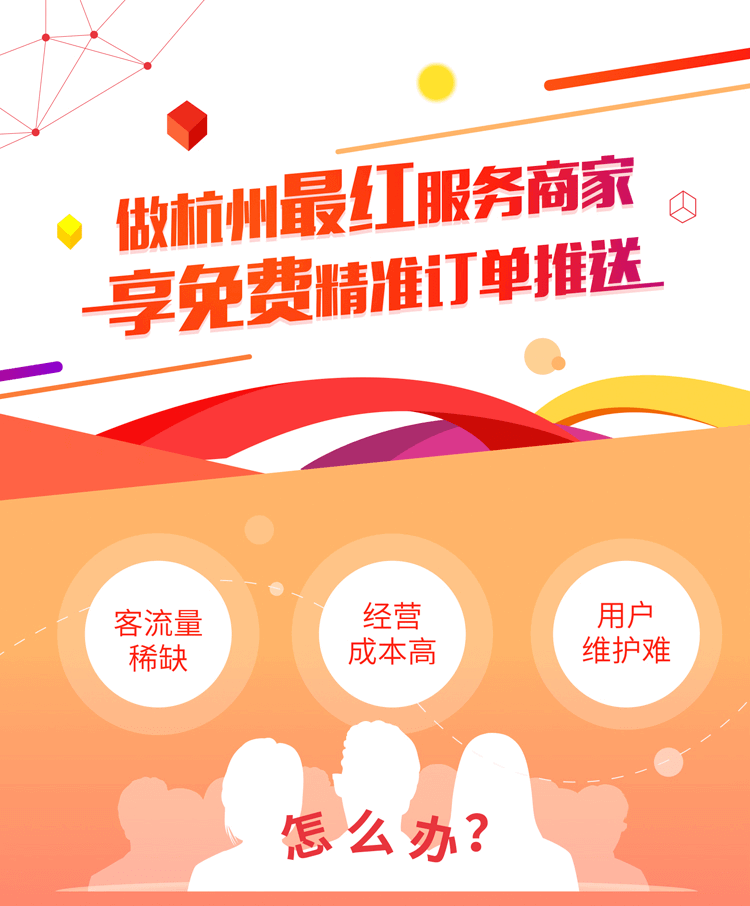 做杭州最红服务商家
享免费精准订单推送
客流量
稀缺
经营
成本高
用户
维护难
怎么办?